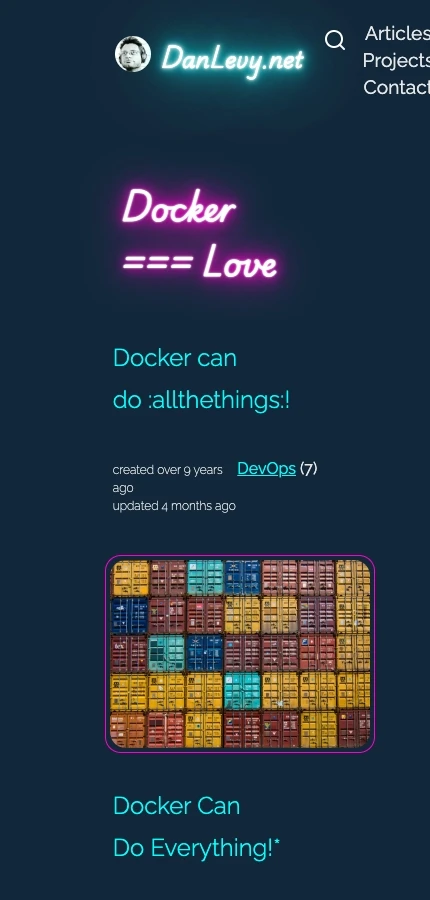 DanLevy.net
Articles
Projects
Contact
Docker
=== Love
Docker can
do :allthethings:!
created over 9 years
ago
DevOps (7)
updated 4 months ago
Docker Can
Do Everything!*